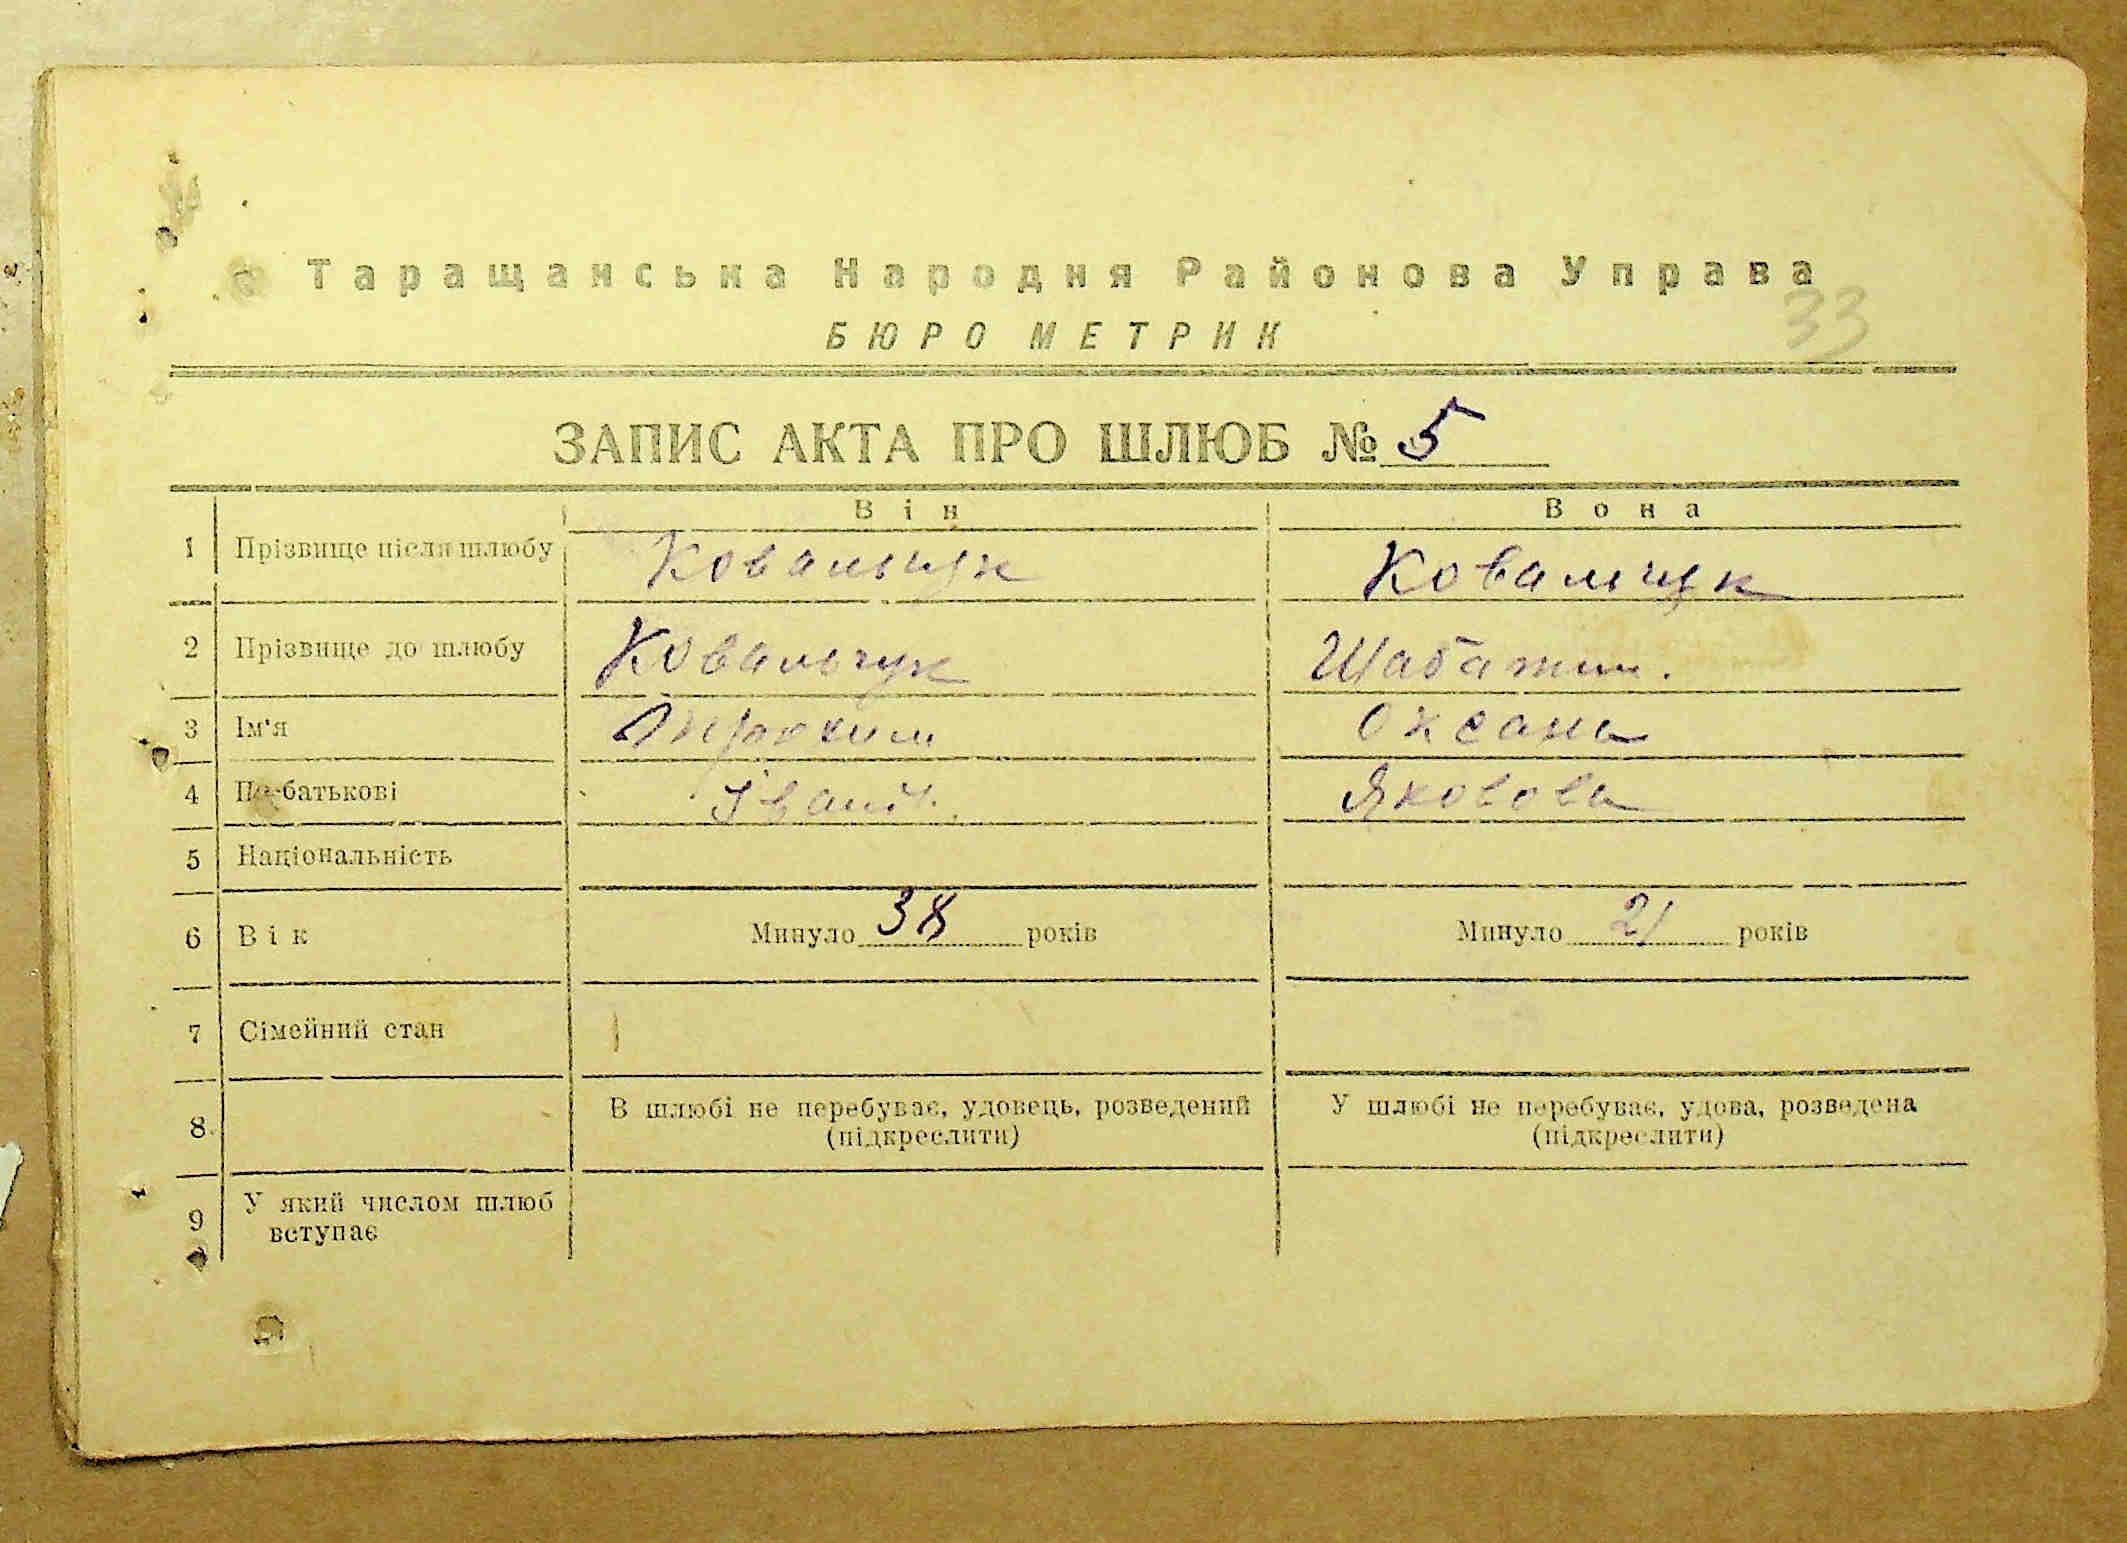 Таращанська Народня Районова Управа
33
БЮРО МЕТРИК
ЗАПИС АКТА ПРО ШЛЮБ № 5
Він Вона
1 Прізвище після шлюбу Ковальчук Ковальчук
2 Прізвище до шлюбу Ковальчук
3 Ім'я Оксана
4 По-батькові Яковова
5 Національність
6 Вік Минуло 38 років Минуло 21 років
7 Сімейний стан
8. В шлюбі не перебуває, удовець, розведений У шлюбі не перебуває, удова, розведена
(підкреслити) (підкреслити)
9 У який числом шлюб
вступає